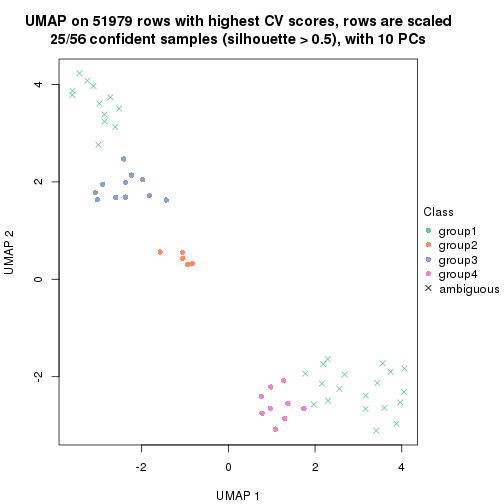 UMAP on 51979 rows with highest CV scores, rows are scaled
25/56 confident samples (silhouette > 0.5), with 10 PCs
4
2
0
-2
UMAP 2
-2
0
2
4
UMAP 1
Class
group1
group2
group3
group4
ambiguous